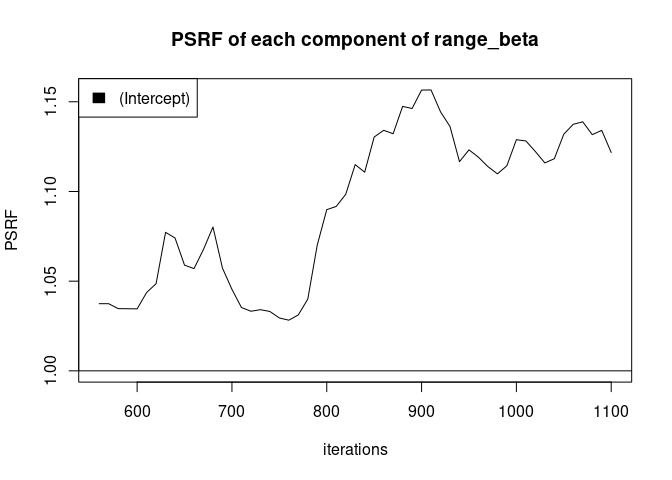 PSRF of each component of range_beta
(Intercept)
PSRF
1.15
1.10
1.05
1.00
600 700 800 900 1000 1100
iterations